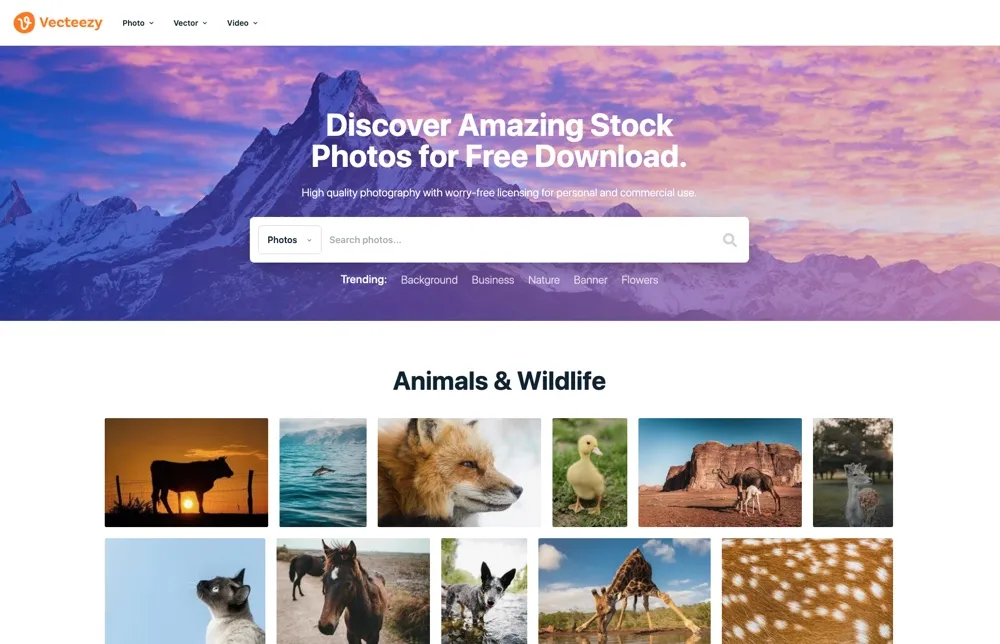 Vecteezy Photo Vector Video
Discover Amazing Stock
Photos for Free Download.
High quality photography with worry-free licensing for personal and commercial use.
Photos Search photos...
Trending: Background Business Nature Banner Flowers
Animals & Wildlife